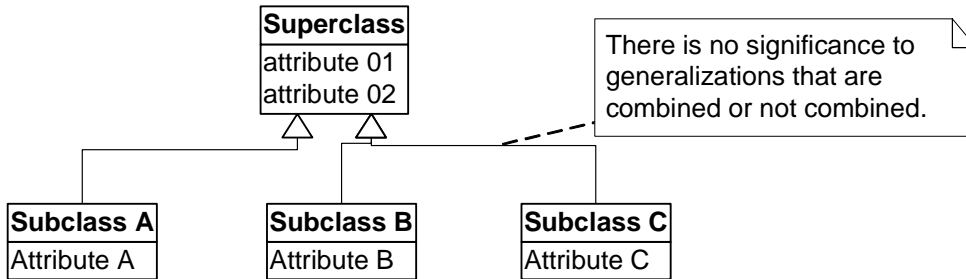 Superclass
attribute 01
attribute 02
There is no significance to
generalizations that are
combined or not combined.
Subclass A
Attribute A
Subclass B
Attribute B
Subclass C
Attribute C